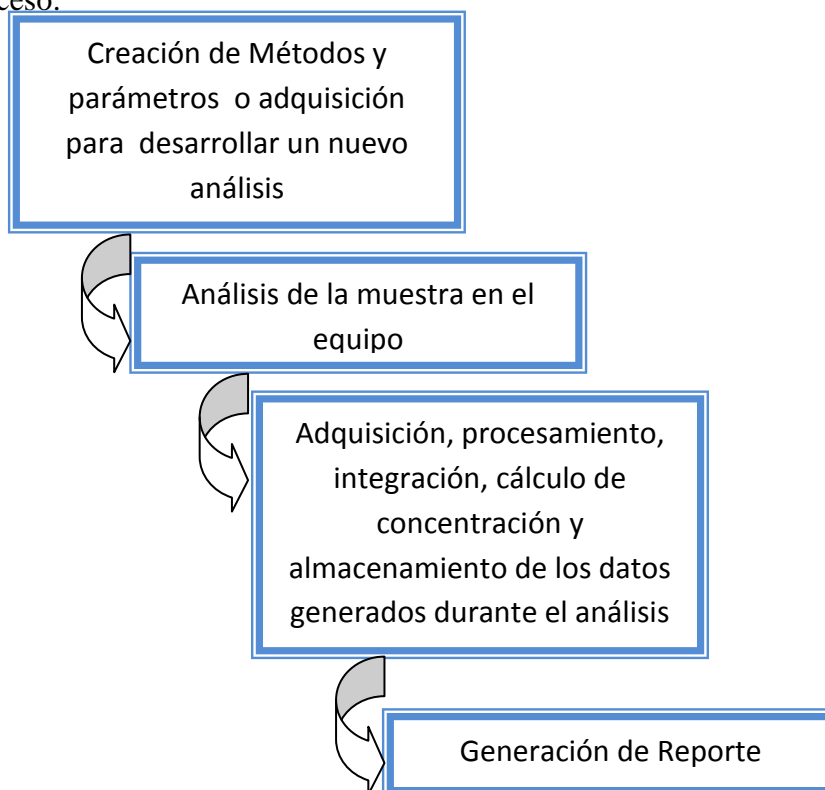 Creación de Métodos y
parámetros o adquisición
para desarrollar un nuevo
análisis
Análisis de la muestra en el
equipo
Adquisición, procesamiento,
integración, cálculo de
concentración y
almacenamiento de los datos
generados durante el análisis
Generación de Reporte